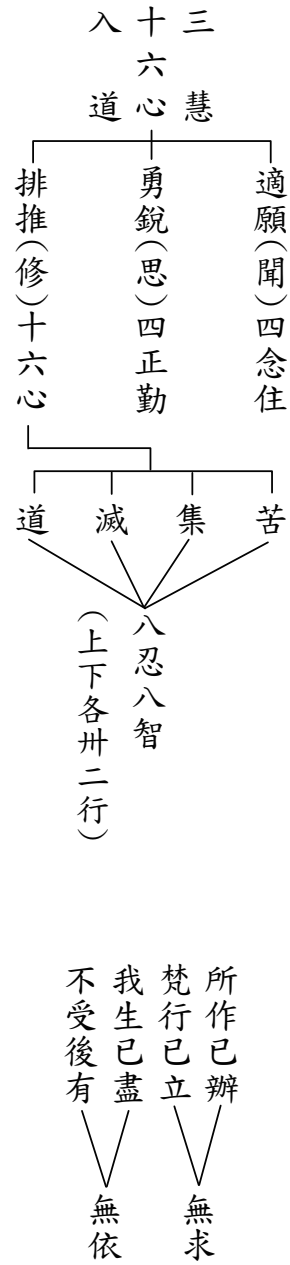 三慧
十六心
入道
適願(聞)四念住
勇銳(思)四正勤
排推(修)十六心
苦
集
滅
道
八忍八智
(上下各卅二行)
所作已辦
梵行已立
我生已盡
不受後有
無求
無依